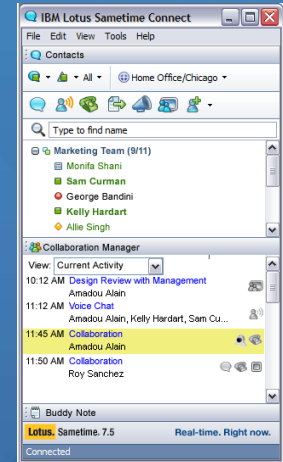 IBM Lotus Sametime Connect
File Edit View Tools Help
Contacts
All Home Office/Chicago
Type to find name
Marketing Team (9/11)
Monifa Shani
Sam Curman
George Bandini
Kelly Hardart
Allie Singh
Collaboration Manager
View: Current Activity
10:12 AM Design Review with Management
Amadou Alain
11:12 AM Voice Chat
Amadou Alain, Kelly Hardart, Sam Cu...
11:45 AM Collaboration
Amadou Alain
11:50 AM Collaboration
Roy Sanchez
Buddy Note
Lotus. Sametime. 7.5 Real-time. Right now.
Connected